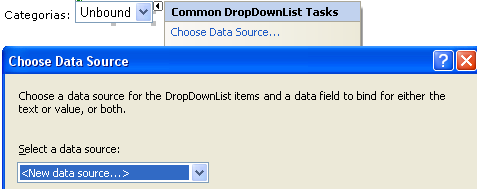 Categorias: Unbound Common DropDownList Tasks
Choose Data Source...
Choose Data Source
Choose a data source for the DropDownList items and a data field to bind for either the
text or value, or both.
Select a data source:
<New data source...>